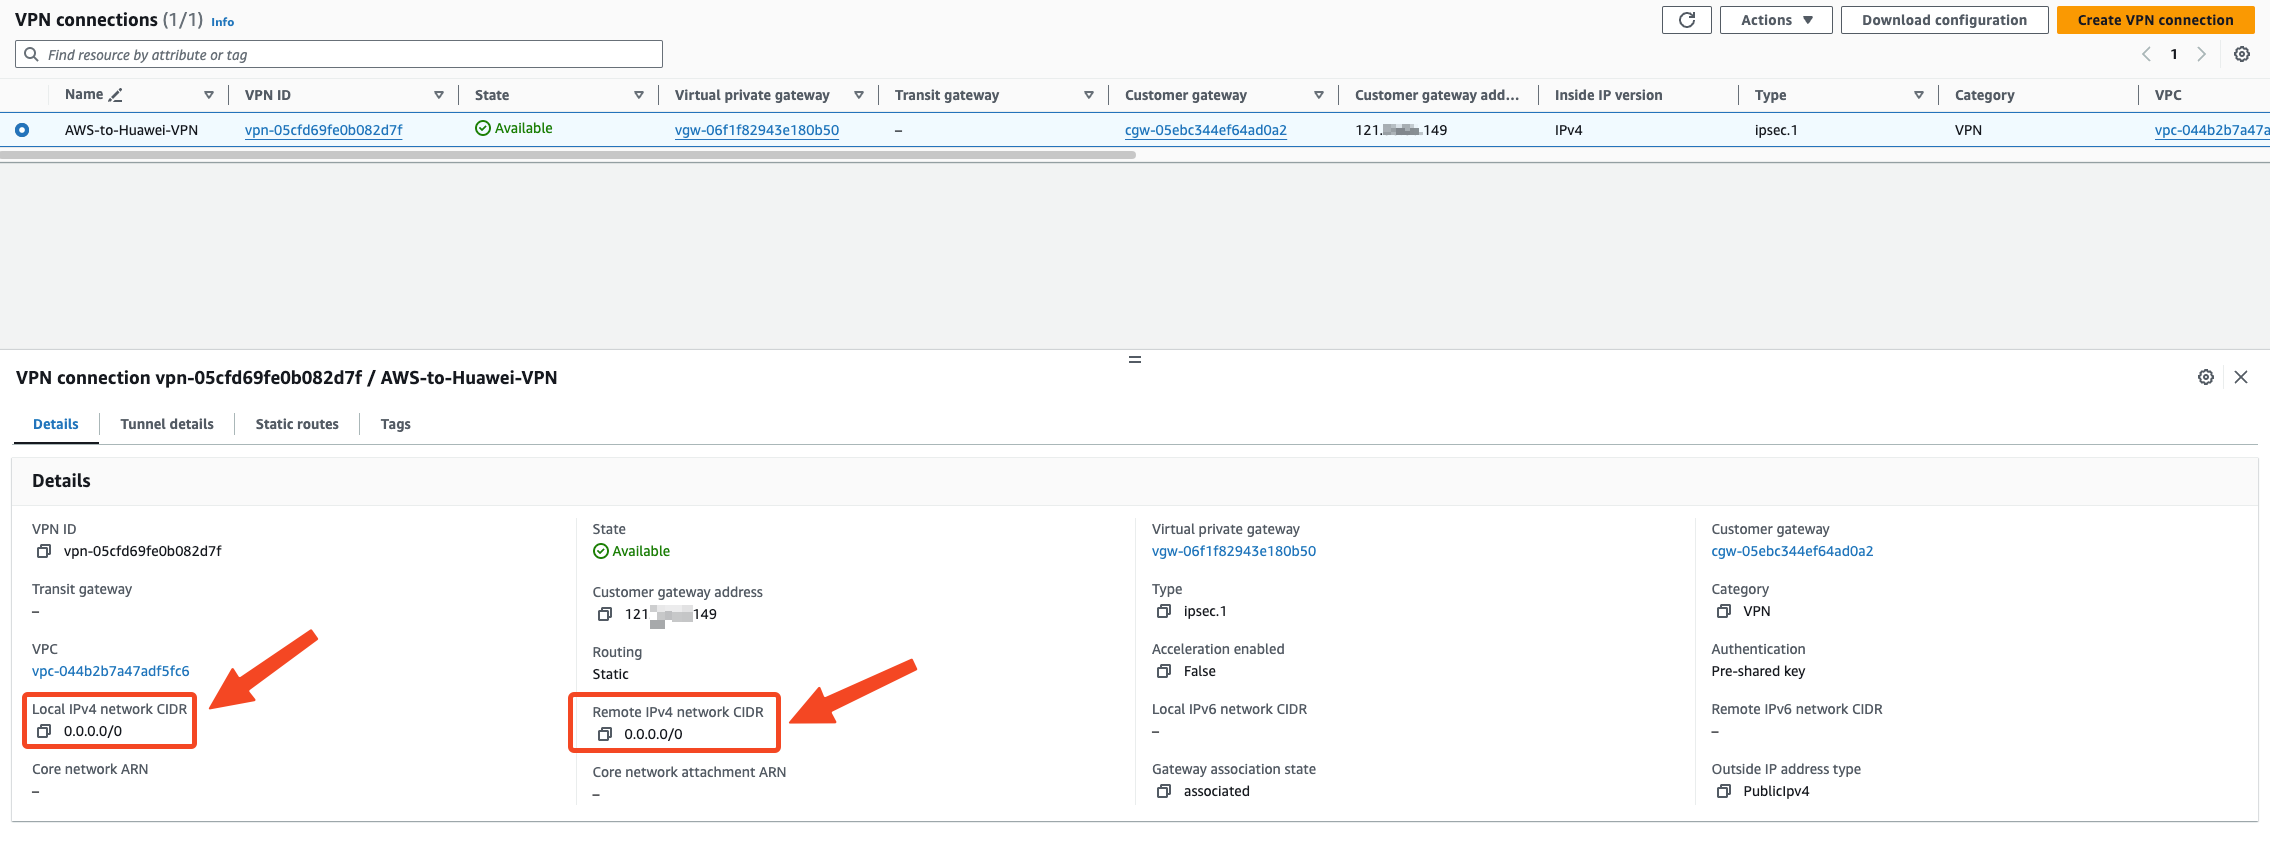 VPN connections (1/1) Info
Actions ▼ Download configuration Create VPN connection
Find resource by attribute or tag
1
Name VPN ID State Virtual private gateway Transit gateway Customer gateway Customer gateway add... Inside IP version Type Category VPC
AWS-to-Huawei-VPN vpn-05cfd69fe0b082d7f Available vgw-06f1f82943e180b50 – cgw-05ebc344ef64ad0a2 121. .149 IPv4 ipsec.1 VPN vpc-044b2b7a47a
VPN connection vpn-05cfd69fe0b082d7f / AWS-to-Huawei-VPN
Details Tunnel details Static routes Tags
Details
VPN ID
vpn-05cfd69fe0b082d7f
Transit gateway
–
VPC
vpc-044b2b7a47adf5fc6
Local IPv4 network CIDR
0.0.0.0/0
Core network ARN
–
State
Available
Customer gateway address
121 149
Routing
Static
Remote IPv4 network CIDR
0.0.0.0/0
Core network attachment ARN
–
Virtual private gateway
vgw-06f1f82943e180b50
Type
ipsec.1
Acceleration enabled
False
Local IPv6 network CIDR
–
Gateway association state
associated
Customer gateway
cgw-05ebc344ef64ad0a2
Category
VPN
Authentication
Pre-shared key
Remote IPv6 network CIDR
–
Outside IP address type
PublicIpv4